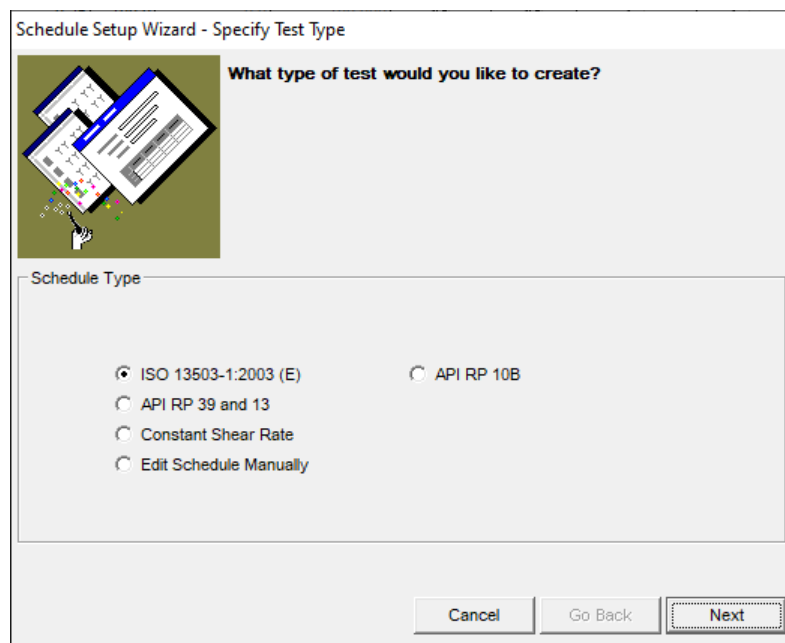 Schedule Setup Wizard - Specify Test Type
What type of test would you like to create?
Schedule Type
ISO 13503-1:2003 (E)
API RP 10B
API RP 39 and 13
Constant Shear Rate
Edit Schedule Manually
Cancel
Go Back
Next